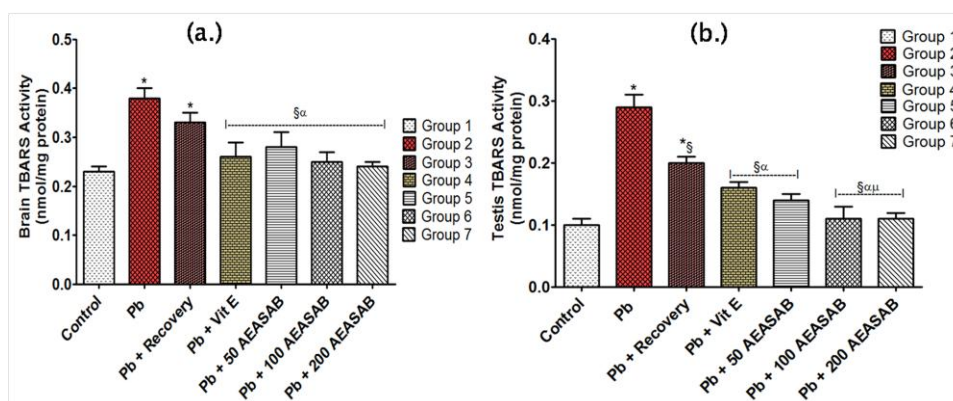 (a.)
Brain TBARS Activity
(nmol/mg protein)
0.5
0.4
0.3
0.2
0.1
0.0
*
*
§α
Group 1
Group 2
Group 3
Group 4
Group 5
Group 6
Group 7
Control
Pb
Pb + Recovery
Pb + Vit E
Pb + 50 AEASAB
Pb + 100 AEASAB
Pb + 200 AEASAB
(b.)
Testis TBARS Activity
(nmol/mg protein)
0.4
0.3
0.2
0.1
0.0
*
*§
§α
§αμ
Group 1
Group 2
Group 3
Group 4
Group 5
Group 6
Group 7
Control
Pb
Pb + Recovery
Pb + Vit E
Pb + 50 AEASAB
Pb + 100 AEASAB
Pb + 200 AEASAB